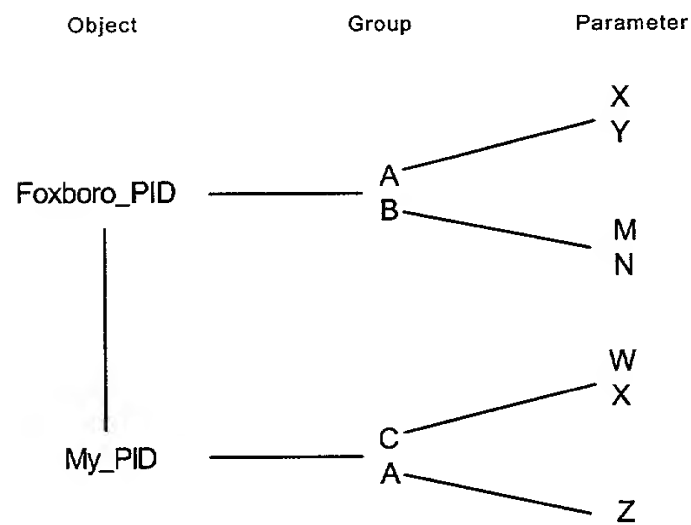 Object Group Parameter
X
Y
A
Foxboro_PID
B
M
N
W
X
C
My_PID
A
Z